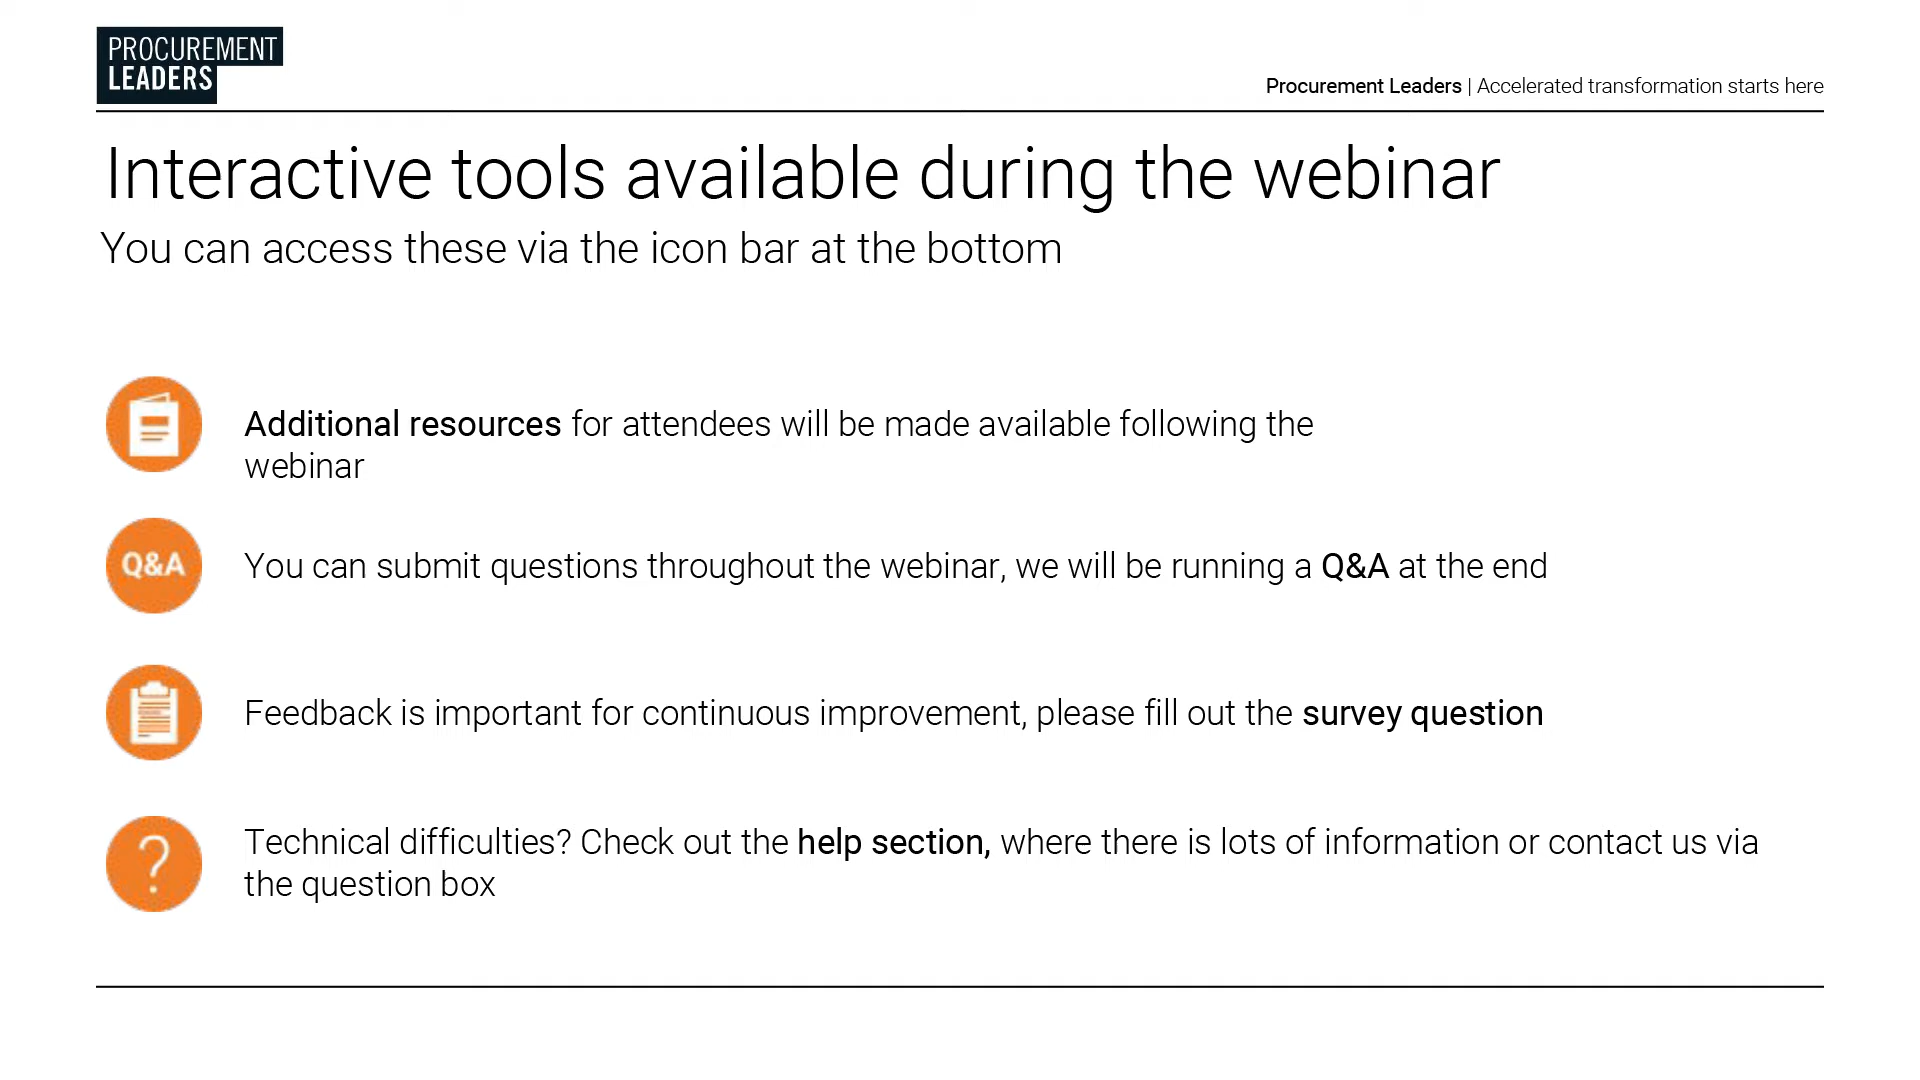 PROCUREMENT
LEADERS
Procurement Leaders | Accelerated transformation starts here
Interactive tools available during the webinar
You can access these via the icon bar at the bottom
Additional resources for attendees will be made available following the
webinar
Q&A
You can submit questions throughout the webinar, we will be running a Q&A at the end
Feedback is important for continuous improvement, please fill out the survey question
?
Technical difficulties? Check out the help section, where there is lots of information or contact us via
the question box